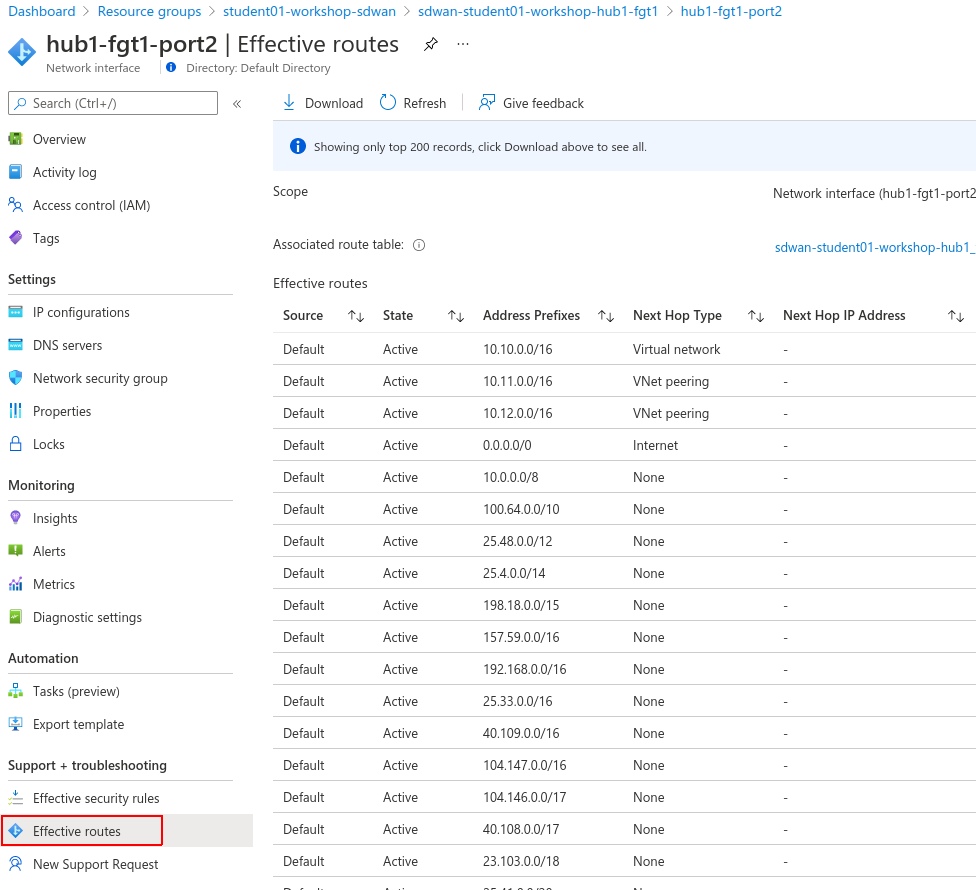 Dashboard > Resource groups > student01-workshop-sdwan > sdwan-student01-workshop-hub1-fgt1 > hub1-fgt1-port2
hub1-fgt1-port2 | Effective routes ...
Network interface Directory: Default Directory
Search (Ctrl+/) «
Overview
Activity log
Access control (IAM)
Tags
Settings
IP configurations
DNS servers
Network security group
Properties
Locks
Monitoring
Insights
Alerts
Metrics
Diagnostic settings
Automation
Tasks (preview)
Export template
Support + troubleshooting
Effective security rules
Effective routes
New Support Request
Download Refresh Give feedback
Showing only top 200 records, click Download above to see all.
Scope Network interface (hub1-fgt1-port2
Associated route table: sdwan-student01-workshop-hub1_
Effective routes
Source ↑↓ State ↑↓ Address Prefixes ↑↓ Next Hop Type ↑↓ Next Hop IP Address ↑↓
Default Active 10.10.0.0/16 Virtual network -
Default Active 10.11.0.0/16 VNet peering -
Default Active 10.12.0.0/16 VNet peering -
Default Active 0.0.0.0/0 Internet -
Default Active 10.0.0.0/8 None -
Default Active 100.64.0.0/10 None -
Default Active 25.48.0.0/12 None -
Default Active 25.4.0.0/14 None -
Default Active 198.18.0.0/15 None -
Default Active 157.59.0.0/16 None -
Default Active 192.168.0.0/16 None -
Default Active 25.33.0.0/16 None -
Default Active 40.109.0.0/16 None -
Default Active 104.147.0.0/16 None -
Default Active 104.146.0.0/17 None -
Default Active 40.108.0.0/17 None -
Default Active 23.103.0.0/18 None -